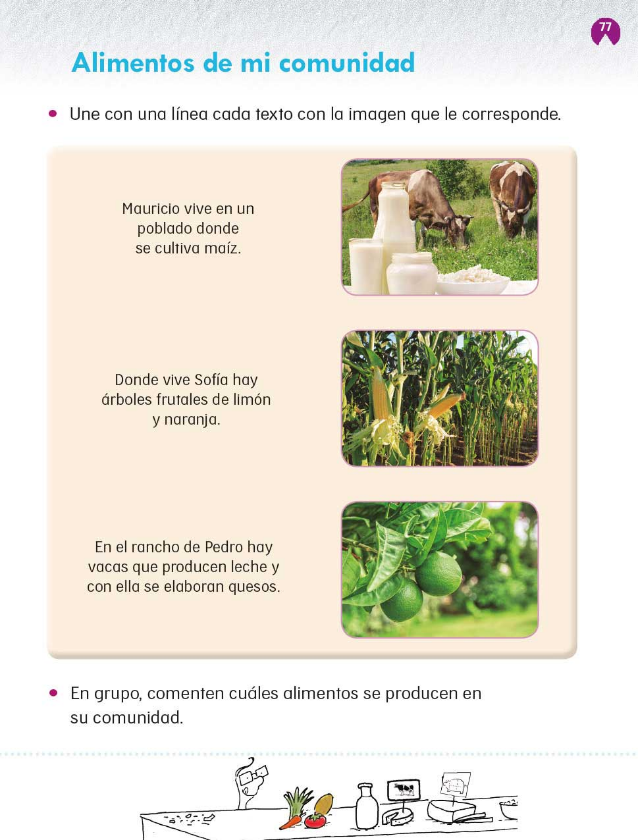 77
Alimentos de mi comunidad
• Une con una línea cada texto con la imagen que le corresponde.
Mauricio vive en un
poblado donde
se cultiva maíz.
Donde vive Sofía hay
árboles frutales de limón
y naranja.
En el rancho de Pedro hay
vacas que producen leche y
con ella se elaboran quesos.
• En grupo, comenten cuáles alimentos se producen en
su comunidad.